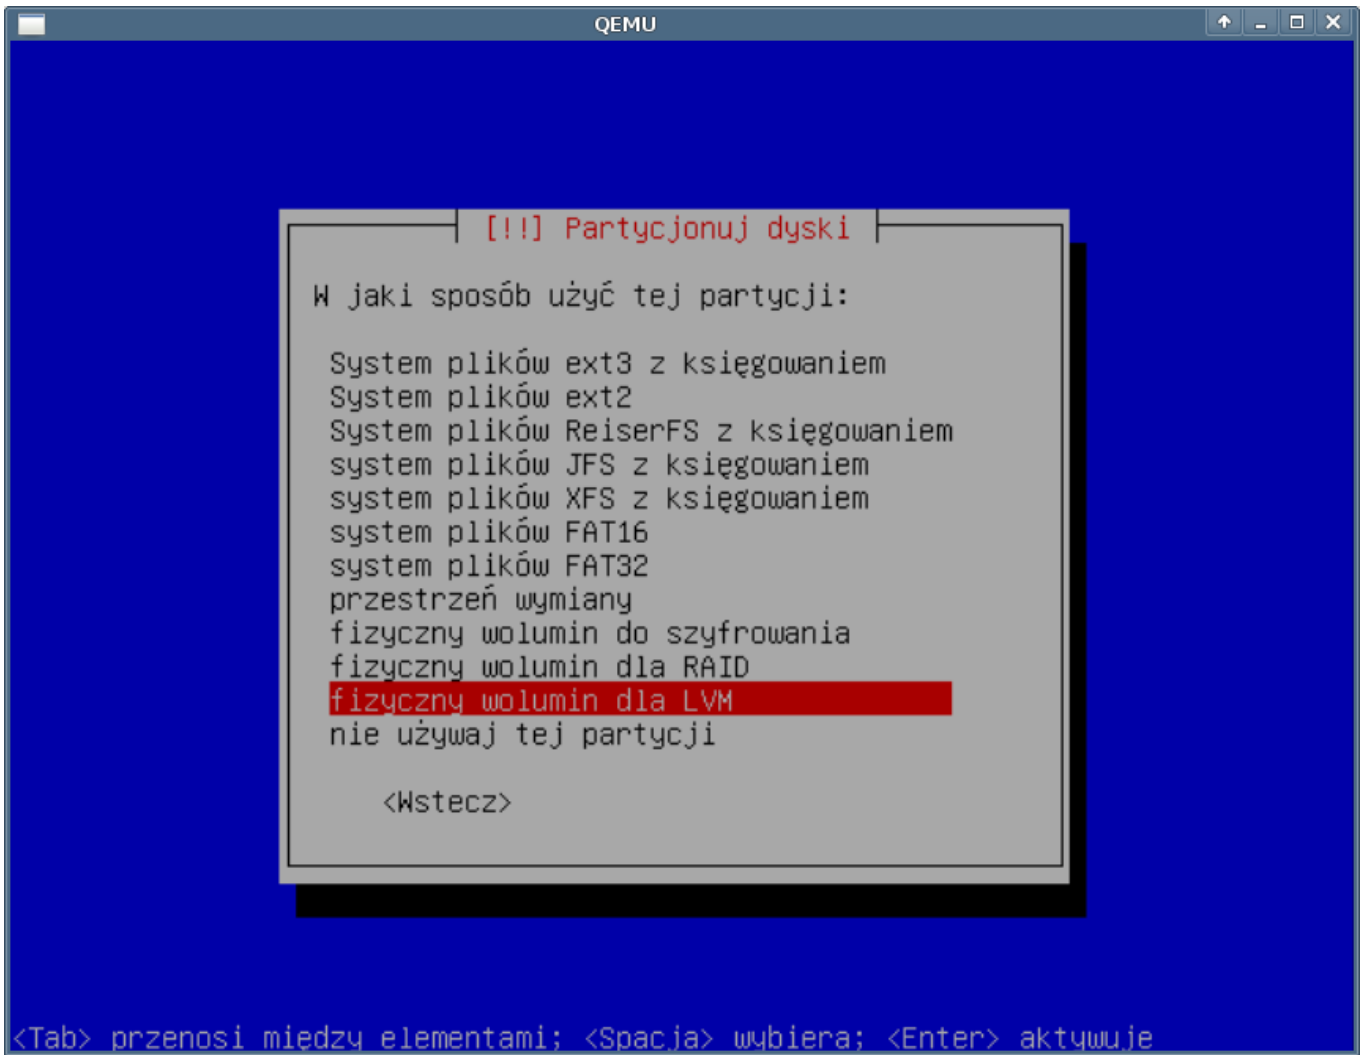 QEMU
[!!] Partycjonuj dyski
W jaki sposób użyć tej partycji:
System plików ext3 z księgowaniem
System plików ext2
System plików ReiserFS z księgowaniem
system plików JFS z księgowaniem
system plików XFS z księgowaniem
system plików FAT16
system plików FAT32
przestrzeń wymiany
fizyczny wolumin do szyfrowania
fizyczny wolumin dla RAID
fizyczny wolumin dla LVM
nie używaj tej partycji
<Wstecz>
<Tab> przenosi między elementami; <Spacja> wybiera; <Enter> aktywuje